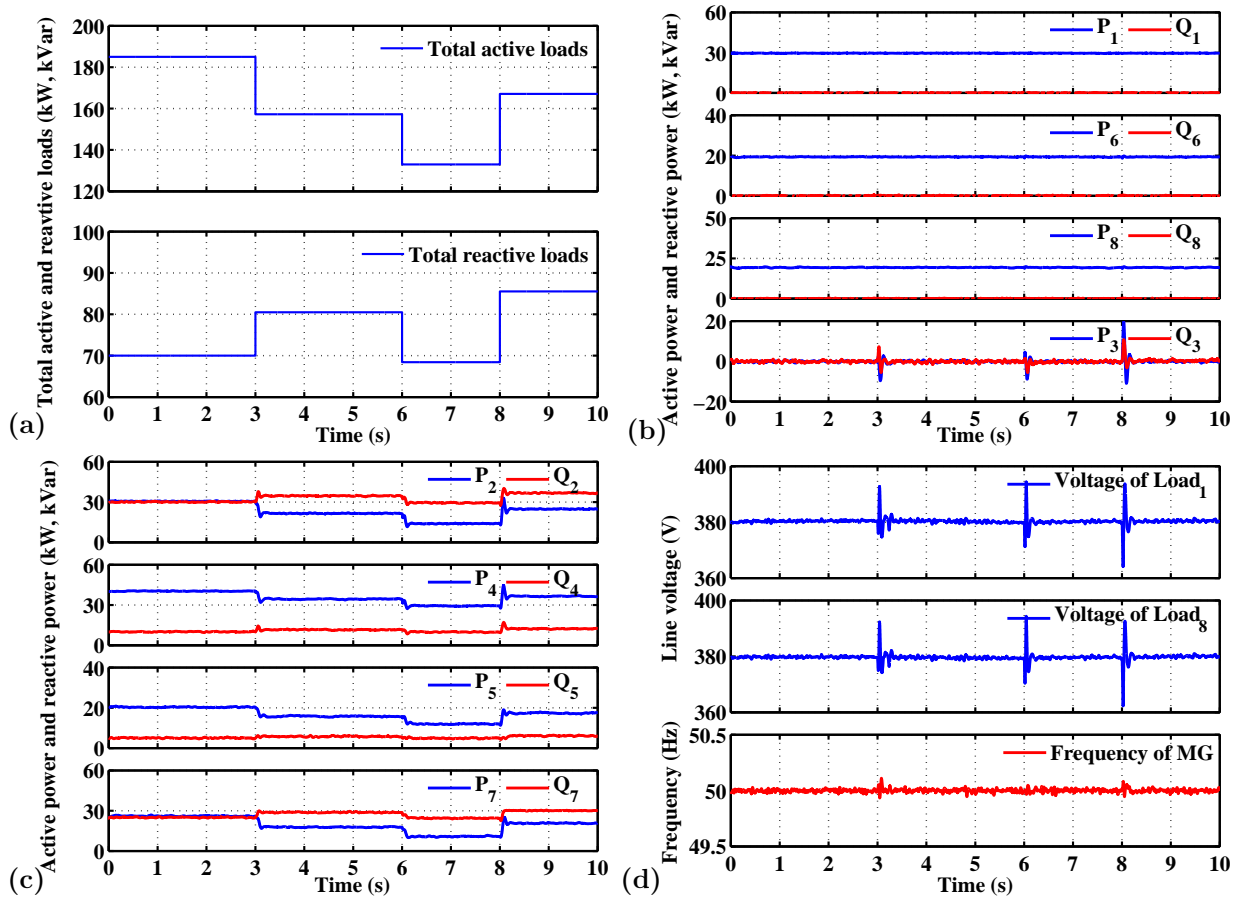 Total active and reavtive loads (kW, kVar)
200
180
160
140
120
Total active loads
100
90
80
70
60
Total reactive loads
0 1 2 3 4 5 6 7 8 9 10
Time (s)
(a)
Active power and reactive power (kW, kVar)
60
30
0
P1 Q1
40
20
0
P6 Q6
50
25
0
P8 Q8
20
0
−20
P3 Q3
0 1 2 3 4 5 6 7 8 9 10
Time (s)
(b)
Active power and reactive power (kW, kVar)
60
30
0
P2 Q2
60
30
0
P4 Q4
40
20
0
P5 Q5
60
30
0
P7 Q7
0 1 2 3 4 5 6 7 8 9 10
Time (s)
(c)
Line voltage (V)
400
380
360
Voltage of Load1
400
380
360
Voltage of Load8
Frequency (Hz)
50.5
50
49.5
Frequency of MG
0 1 2 3 4 5 6 7 8 9 10
Time (s)
(d)